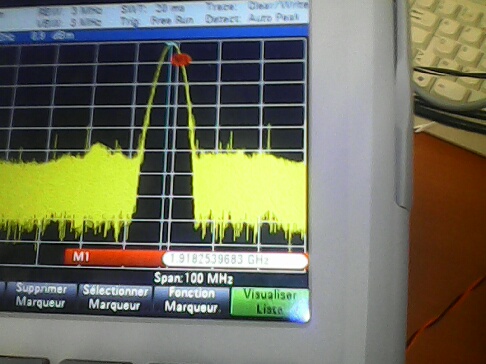 RBW: 3 MHz SWT: 20 ms Trace: Clear/Write
VBW: 3 MHz Trig: Free Run Detect: Auto Peak
dBm
M1 1.9182539683 GHz
Span: 100 MHz
Supprimer Marqueur
Sélectionner Marqueur
Fonction Marqueur
Visualiser Liste